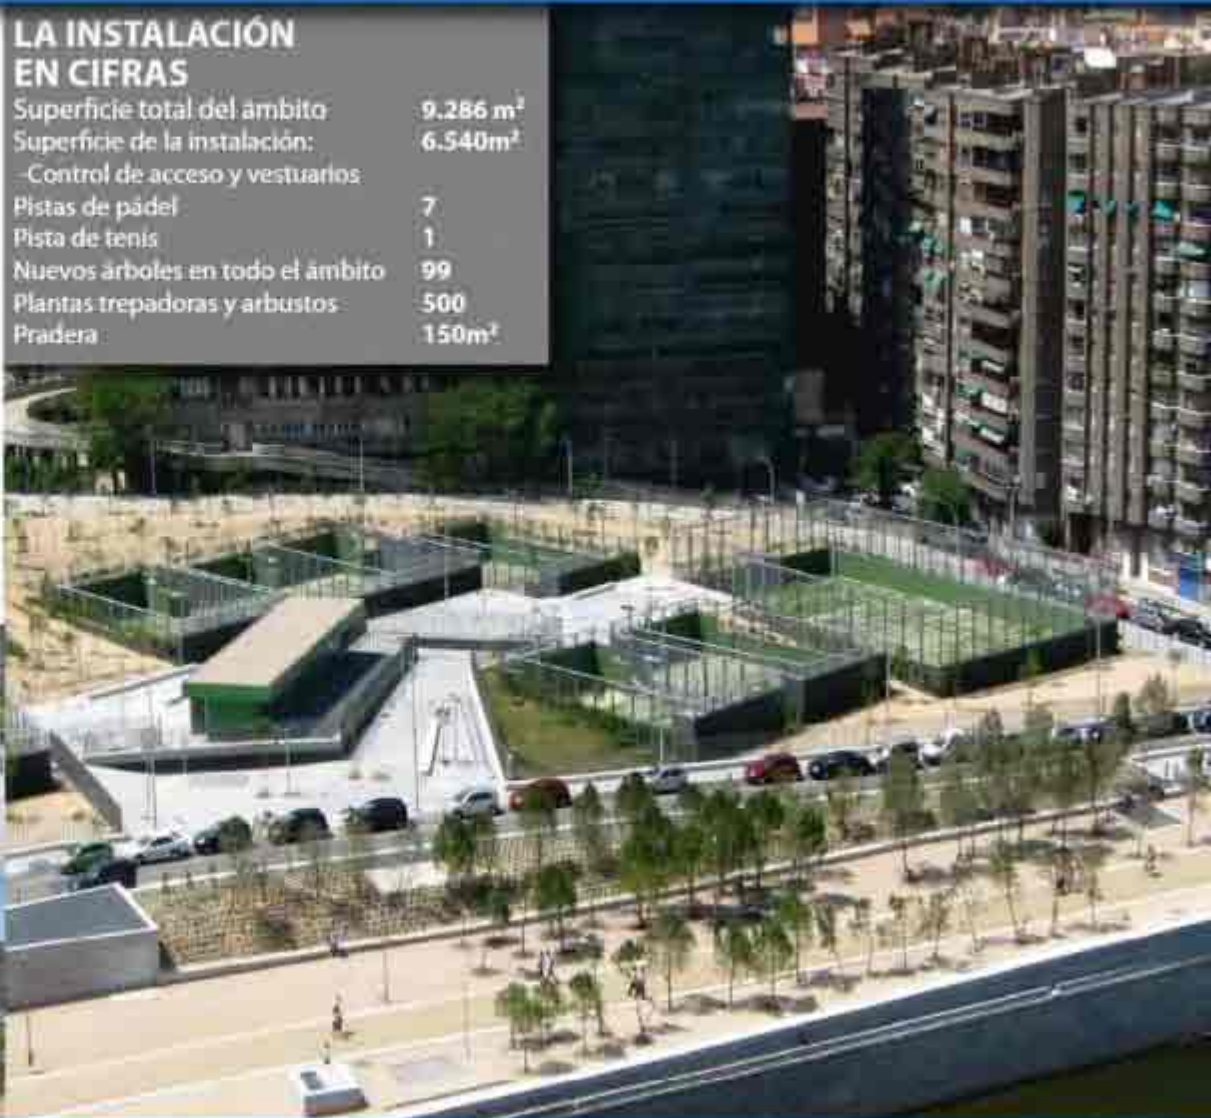 LA INSTALACIÓN
EN CIFRAS
Superficie total del ámbito 9.286 m²
Superficie de la instalación: 6.540m²
-Control de acceso y vestuarios
Pistas de pádel 7
Pista de tenis 1
Nuevos árboles en todo el ámbito 99
Plantas trepadoras y arbustos 500
Pradera 150m²